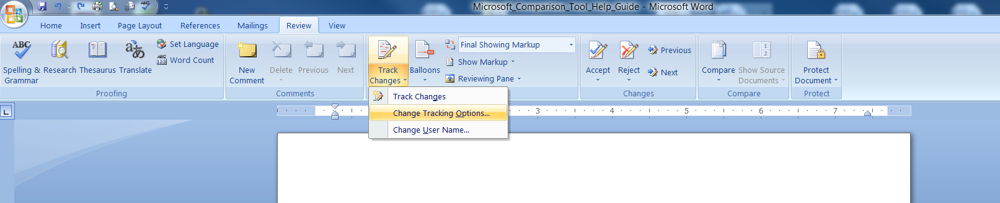 Microsoft_Comparison_Tool_Help_Guide - Microsoft Word
Home Insert Page Layout References Mailings Review View
ABC
Spelling & Grammar
Research
Thesaurus
Translate
Set Language
ABC 123 Word Count
Proofing
New Comment
Delete
Previous
Next
Comments
Track Changes
Balloons
Final Showing Markup
Show Markup
Reviewing Pane
Accept
Reject
Previous
Next
Changes
Compare
Show Source Documents
Compare
Protect Document
Protect
Track Changes
Change Tracking Options...
Change User Name...
3 4 5 6 7